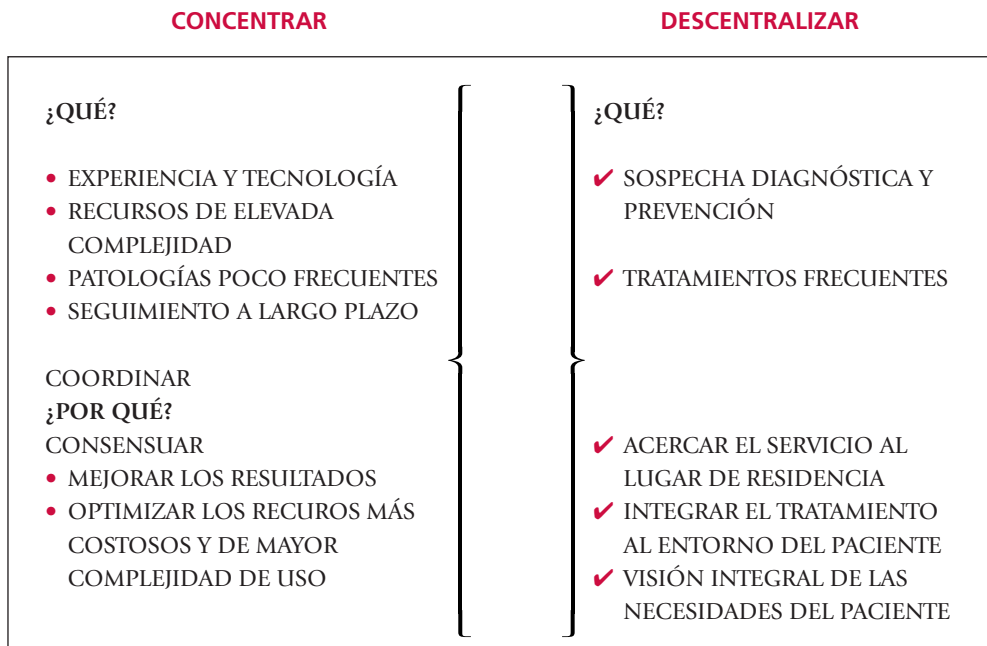 CONCENTRAR
DESCENTRALIZAR
¿QUÉ?
• EXPERIENCIA Y TECNOLOGÍA
• RECURSOS DE ELEVADA
COMPLEJIDAD
• PATOLOGÍAS POCO FRECUENTES
• SEGUIMIENTO A LARGO PLAZO
COORDINAR
¿POR QUÉ?
CONSENSUAR
• MEJORAR LOS RESULTADOS
• OPTIMIZAR LOS RECUROS MÁS
COSTOSOS Y DE MAYOR
COMPLEJIDAD DE USO
¿QUÉ?
✔ SOSPECHA DIAGNÓSTICA Y
PREVENCIÓN
✔ TRATAMIENTOS FRECUENTES
✔ ACERCAR EL SERVICIO AL
LUGAR DE RESIDENCIA
✔ INTEGRAR EL TRATAMIENTO
AL ENTORNO DEL PACIENTE
✔ VISIÓN INTEGRAL DE LAS
NECESIDADES DEL PACIENTE